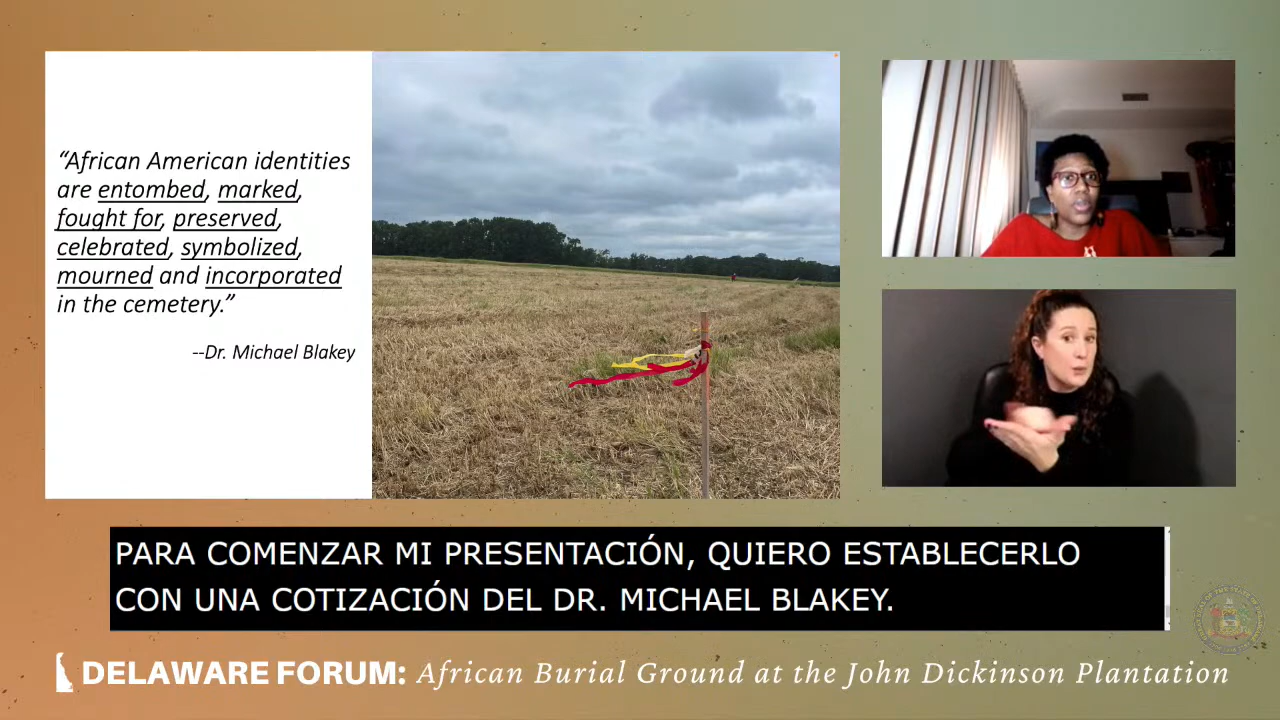 “African American identities
are entombed, marked,
fought for, preserved,
celebrated, symbolized,
mourned and incorporated
in the cemetery.”
--Dr. Michael Blakey
PARA COMENZAR MI PRESENTACIÓN, QUIERO ESTABLECERLO
CON UNA COTIZACIÓN DEL DR. MICHAEL BLAKEY.
DELAWARE FORUM: African Burial Ground at the John Dickinson Plantation